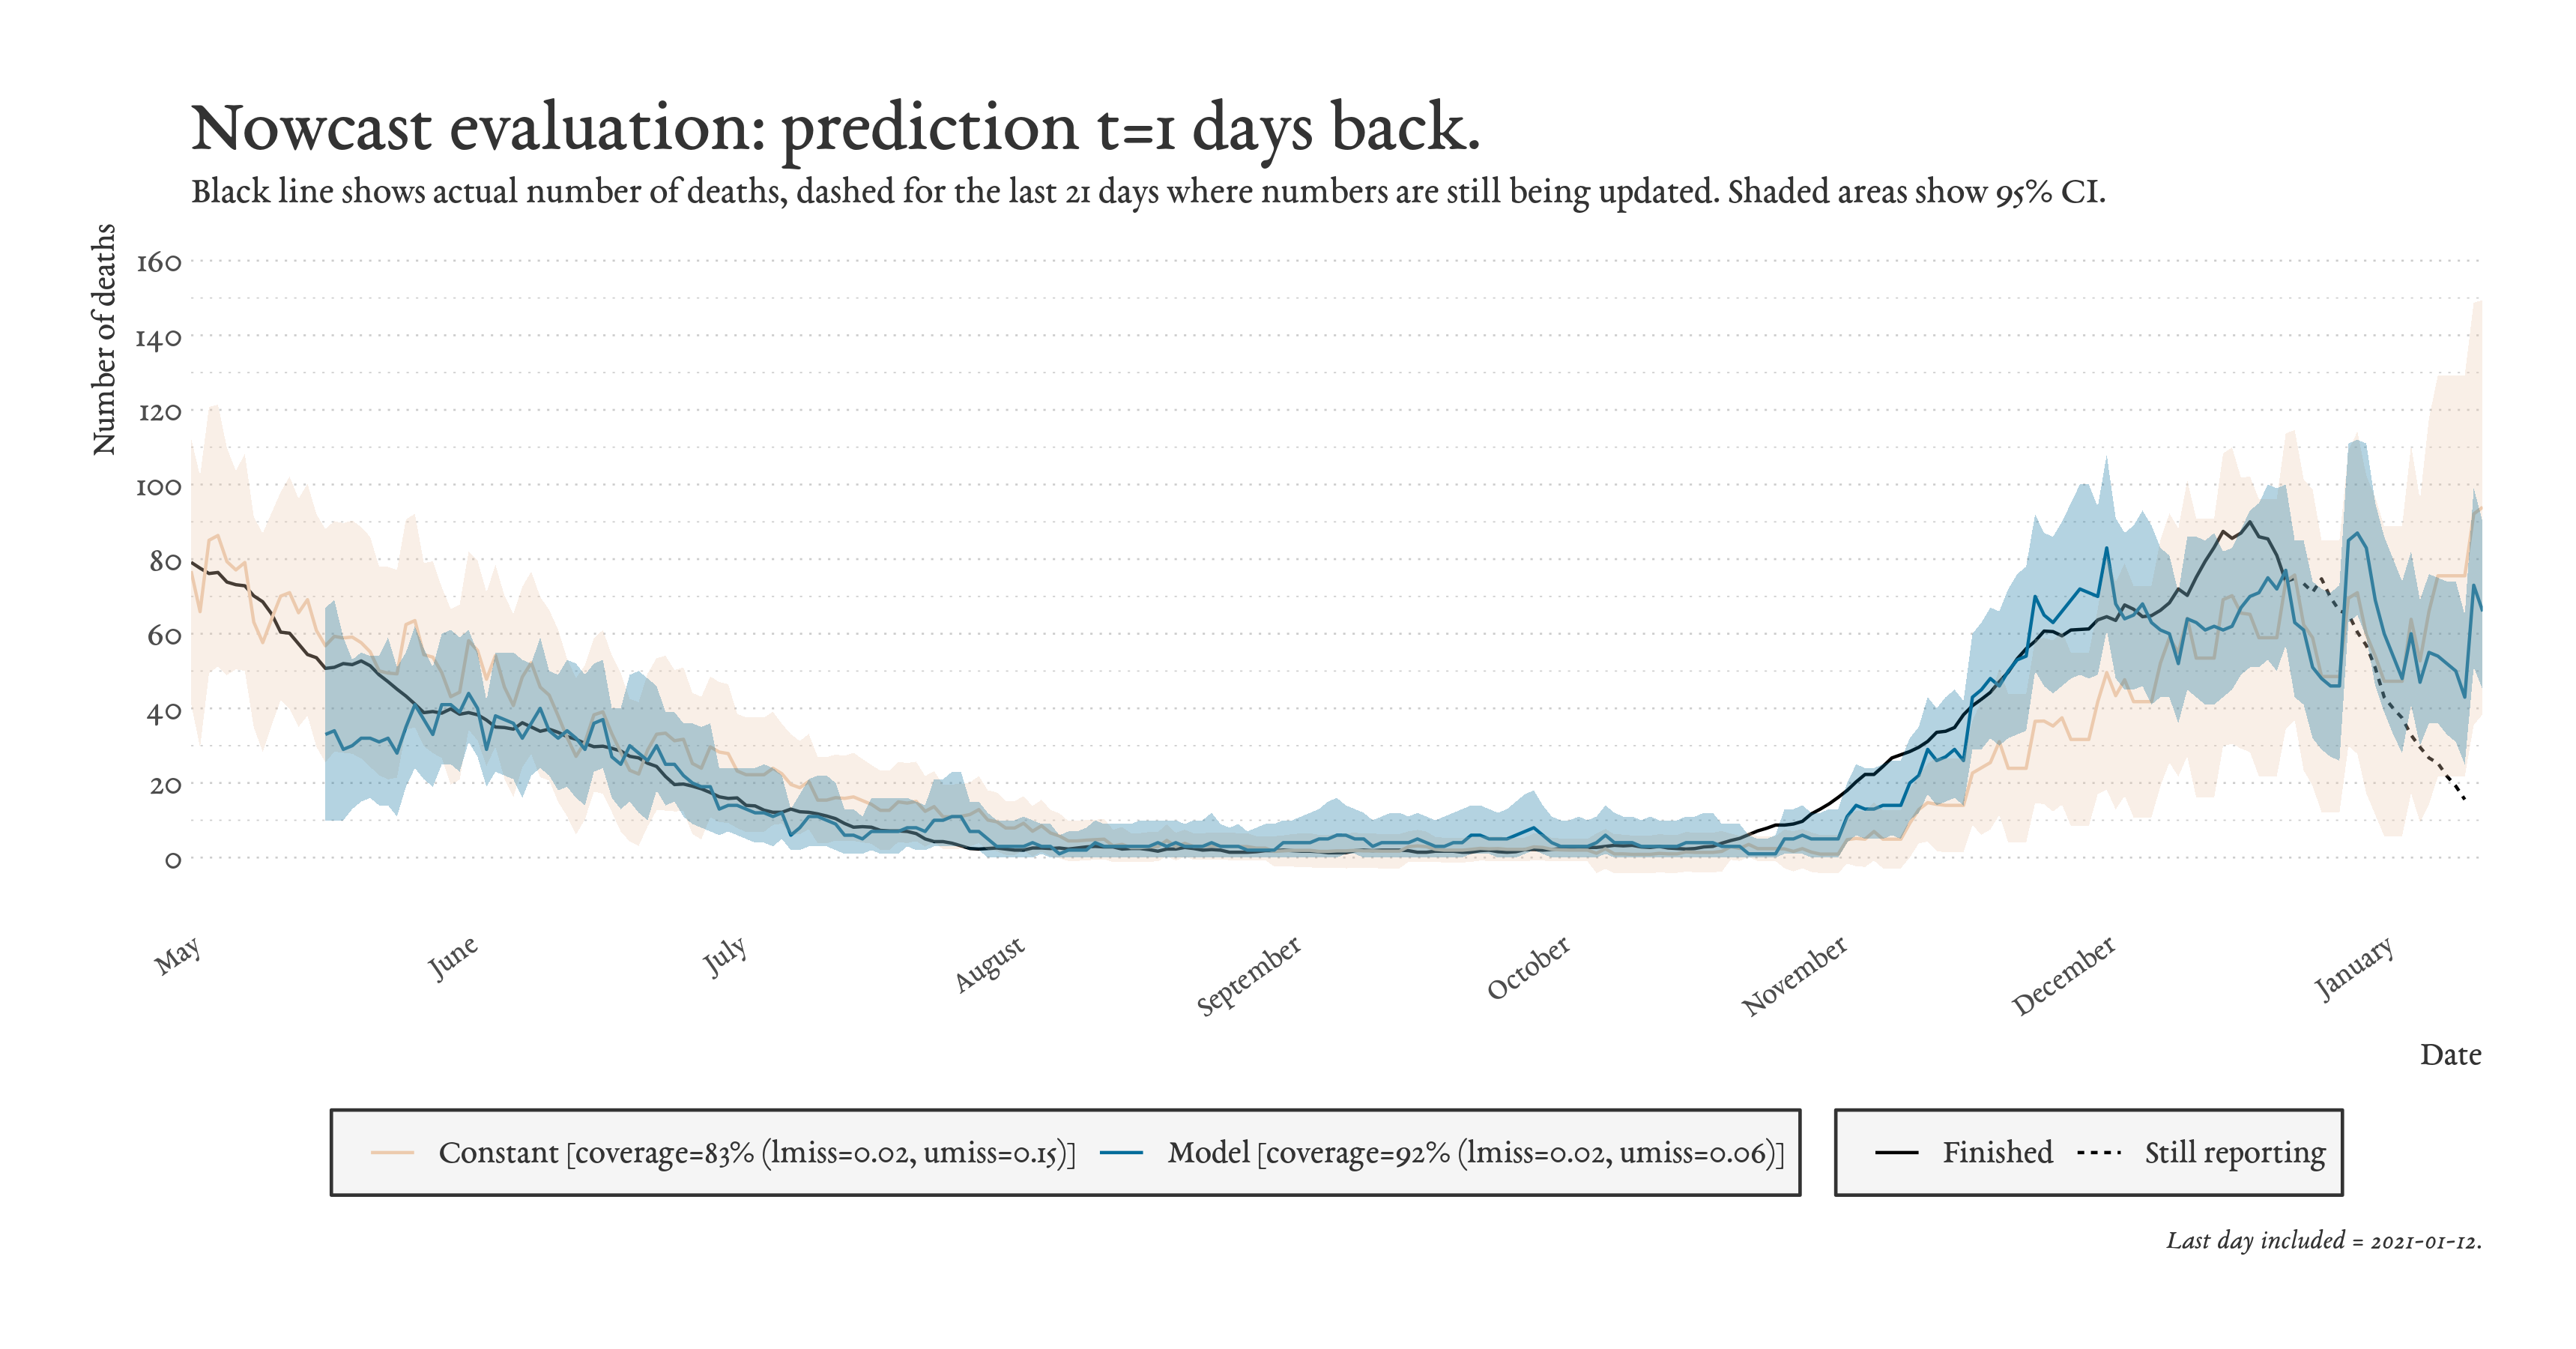 Nowcast evaluation: prediction t=1 days back.
Black line shows actual number of deaths, dashed for the last 21 days where numbers are still being updated. Shaded areas show 95% CI.
Number of deaths
160
140
120
100
80
60
40
20
0
May
June
July
August
September
October
November
December
January
Date
Constant [coverage=83% (lmiss=0.02, umiss=0.15)]
Model [coverage=92% (lmiss=0.02, umiss=0.06)]
Finished
Still reporting
Last day included = 2021-01-12.